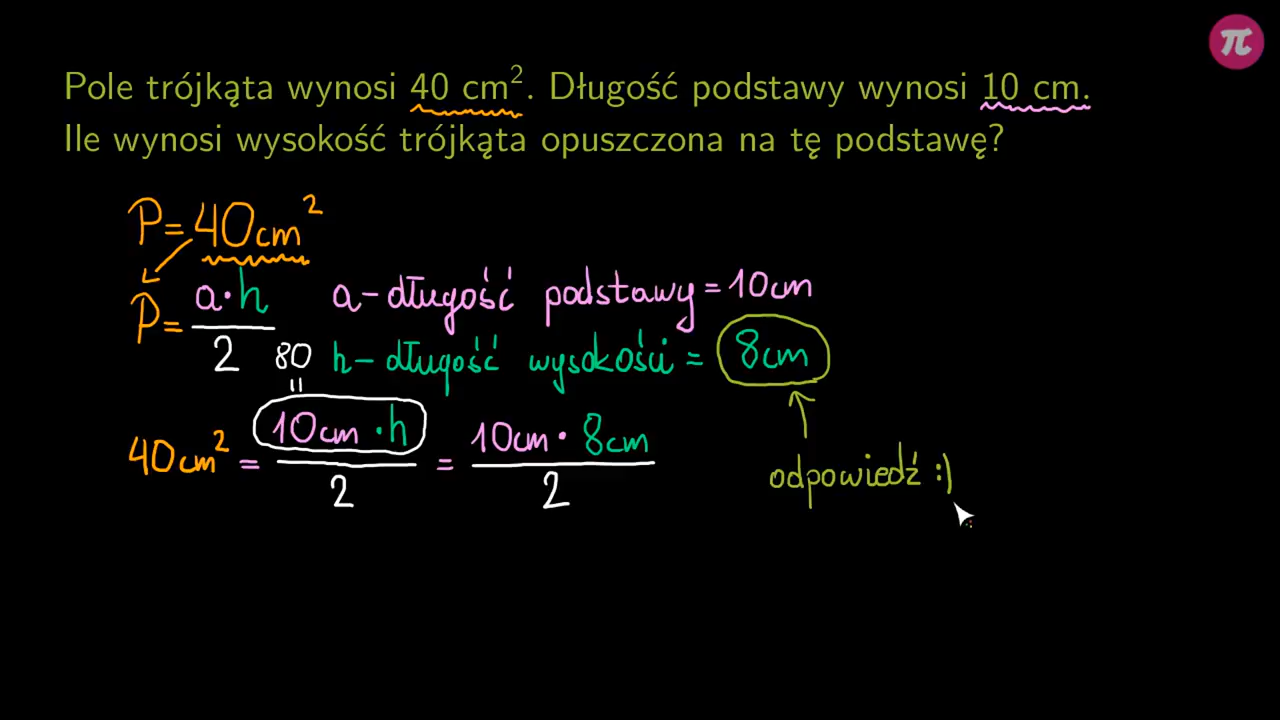 π
Pole trójkąta wynosi 40 cm². Długość podstawy wynosi 10 cm.
Ile wynosi wysokość trójkąta opuszczona na tę podstawę?
P = 40cm²
P = a·h / 2
a – długość podstawy = 10cm
80
=
h – długość wysokości = 8cm
40cm² = 10cm · h / 2 = 10cm · 8cm / 2
odpowiedź :)